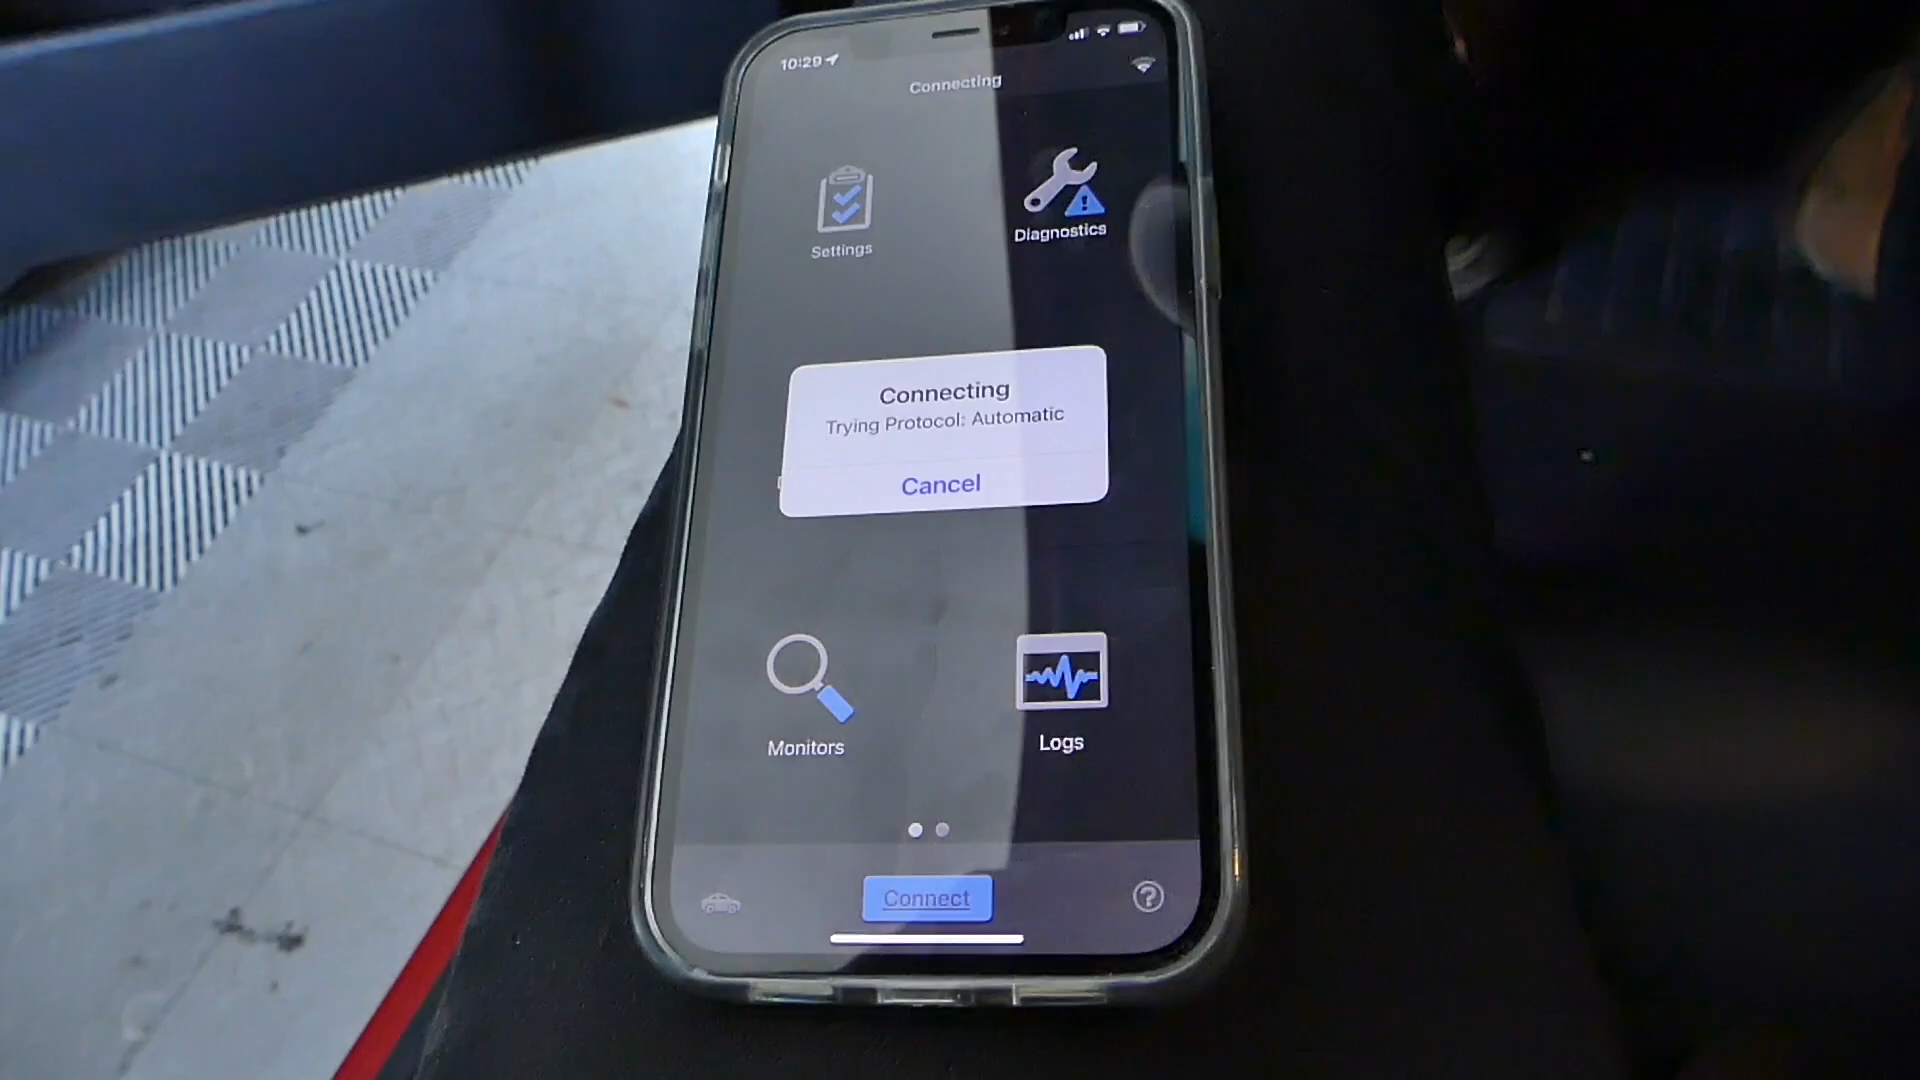 10:29
Connecting
Settings
Diagnostics
Connecting
Trying Protocol: Automatic
Cancel
Monitors
Logs
Connect
?